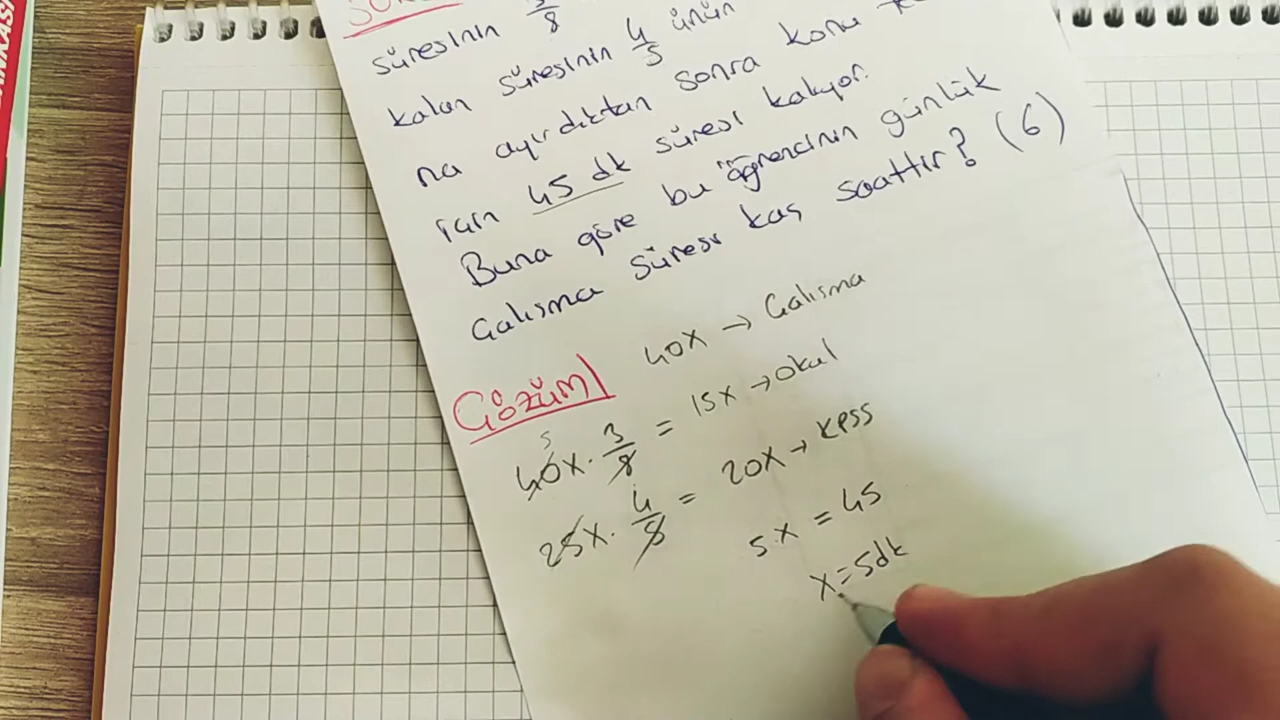 süresinin 3/8
kalan süresinin 4/5 ünün
na ayırdıktan sonra konu
için 45 dk süresi kalıyor.
Buna göre bu öğrencinin günlük
Çalışma süresi kaç saattir? (6)
Çözüm
40x → Çalışma
40x · 3/8 = 15x → Okul
5
25x · 4/5 = 20x → KPSS
5x = 45
x = 5dk